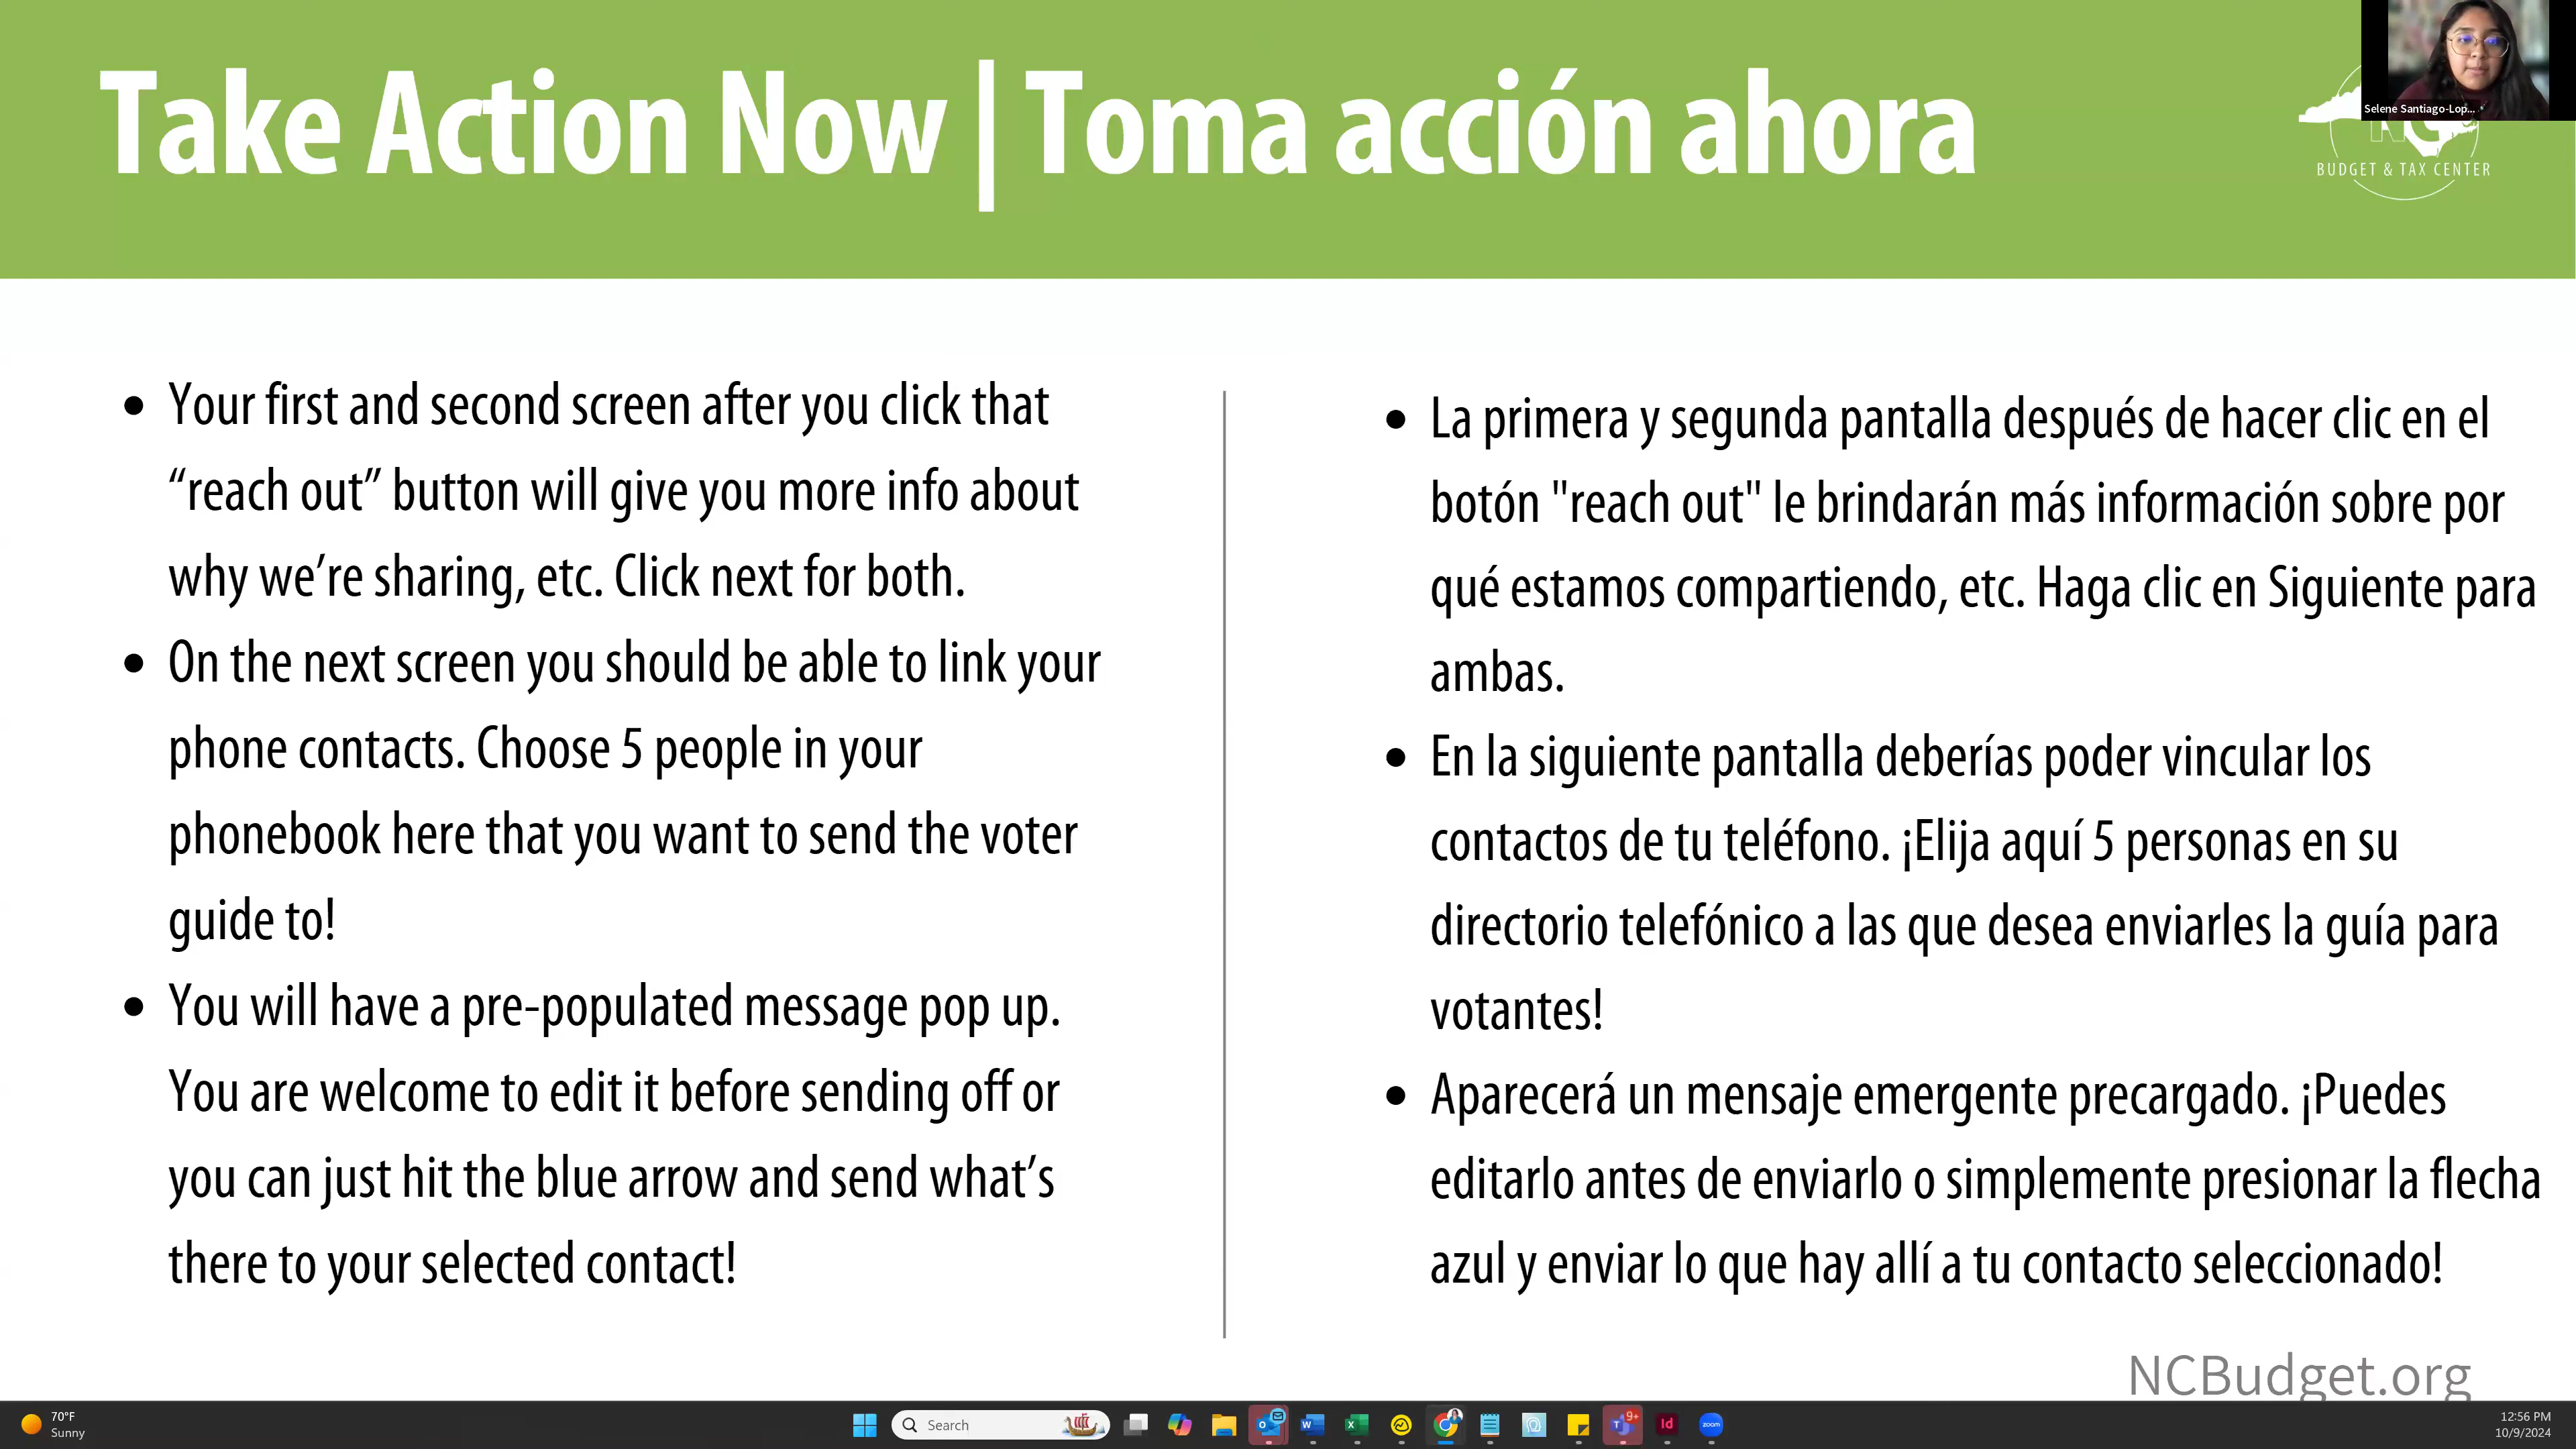 Take Action Now | Toma acción ahora
Selene Santiago-Lop...
BUDGET & TAX CENTER
• Your first and second screen after you click that
“reach out” button will give you more info about
why we’re sharing, etc. Click next for both.
• On the next screen you should be able to link your
phone contacts. Choose 5 people in your
phonebook here that you want to send the voter
guide to!
• You will have a pre-populated message pop up.
You are welcome to edit it before sending off or
you can just hit the blue arrow and send what’s
there to your selected contact!
• La primera y segunda pantalla después de hacer clic en el
botón "reach out" le brindarán más información sobre por
qué estamos compartiendo, etc. Haga clic en Siguiente para
ambas.
• En la siguiente pantalla deberías poder vincular los
contactos de tu teléfono. ¡Elija aquí 5 personas en su
directorio telefónico a las que desea enviarles la guía para
votantes!
• Aparecerá un mensaje emergente precargado. ¡Puedes
editarlo antes de enviarlo o simplemente presionar la flecha
azul y enviar lo que hay allí a tu contacto seleccionado!
NCBudget.org
70°F
Sunny
Search
9+
Id
zoom
12:56 PM
10/9/2024